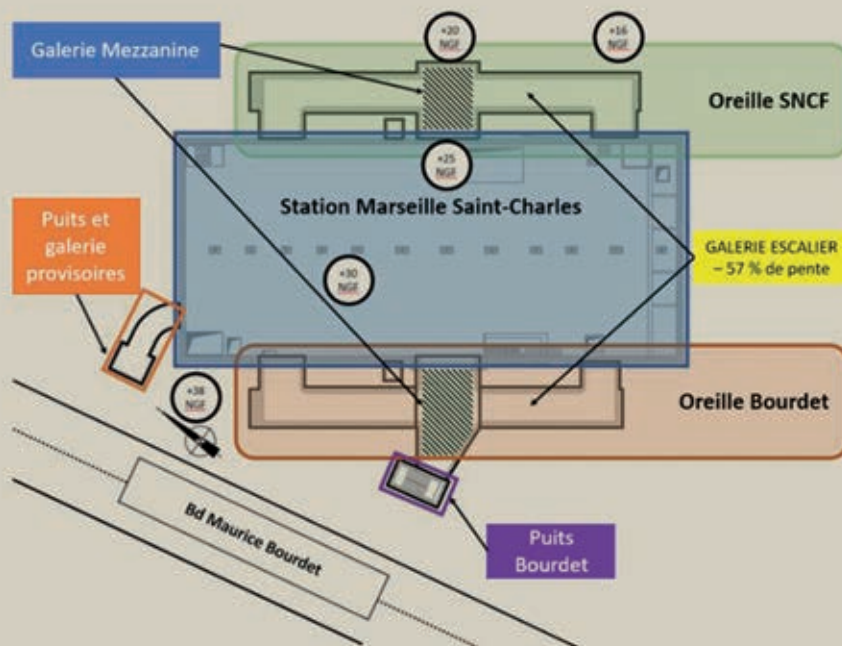 +20
NGF
+16
NGF
Galerie Mezzanine
Oreille SNCF
+25
NGF
Station Marseille Saint-Charles
Puits et
galerie
provisoires
GALERIE ESCALIER
– 57 % de pente
+30
NGF
+38
NGF
Oreille Bourdet
Bd Maurice Bourdet
Puits
Bourdet